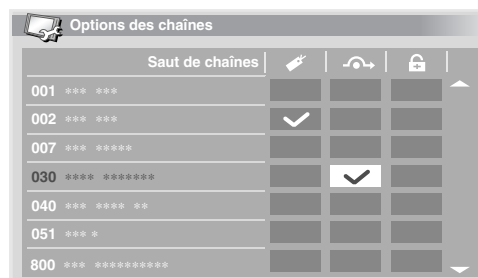 Options des chaînes
Saut de chaînes
001 *** ***
002 *** ***
007 *** *****
030 **** *******
040 *** **** **
051 *** *
800 *** **********